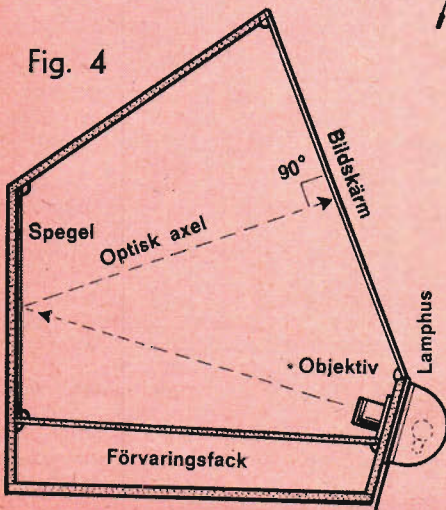 Fig. 4
90°
Bildskärm
Spegel
Optisk axel
Lamphus
Objektiv
Förvaringsfack